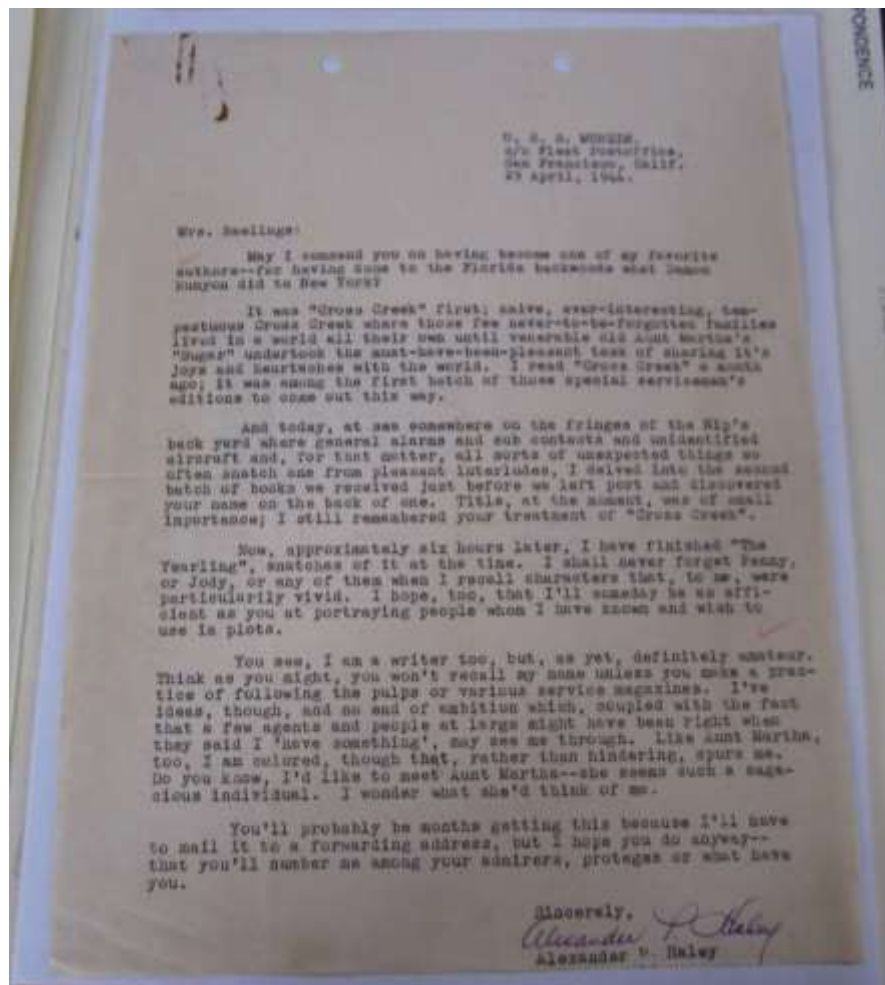 PONDENCE
U. S. S. MURZIM,
c/o Fleet Postoffice,
San Francisco, Calif.
29 April, 1944.
Mrs. Rawlings:
May I commend you on having become one of my favorite
authors--for having done to the Florida backwoods what Damon
Runyon did to New York?
It was "Cross Creek" first; naive, ever-interesting, tem-
pestuous Cross Creek where those few never-to-be-forgotten families
lived in a world all their own until venerable old Aunt Martha's
"Sugar" undertook the must-have-been-pleasant task of sharing it's
joys and heartaches with the world. I read "Cross Creek" a month
ago; it was among the first batch of those special servicemen's
editions to come out this way.
And today, at sea somewhere on the fringes of the Nip's
back yard where general alarms and sub contacts and unidentified
aircraft and, for that matter, all sorts of unexpected things so
often snatch one from pleasant interludes, I delved into the second
batch of books we received just before we left port and discovered
your name on the back of one. Title, at the moment, was of small
importance; I still remembered your treatment of "Cross Creek".
Now, approximately six hours later, I have finished "The
Yearling", snatches of it at the time. I shall never forget Penny,
or Jody, or any of them when I recall characters that, to me, were
particularily vivid. I hope, too, that I'll someday be as effi-
cient as you at portraying people whom I have known and wish to
use in plots.
You see, I am a writer too, but, as yet, definitely amateur.
Think as you might, you won't recall my name unless you make a prac-
tice of following the pulps or various service magazines. I've
ideas, though, and no end of ambition which, coupled with the fact
that a few agents and people at large might have been right when
they said I 'have something', may see me through. Like Aunt Martha,
too, I am colored, though that, rather than hindering, spurs me.
Do you know, I'd like to meet Aunt Martha--she seems such a saga-
cious individual. I wonder what she'd think of me.
You'll probably be months getting this because I'll have
to mail it to a forwarding address, but I hope you do anyway--
that you'll number me among your admirers, proteges or what have
you.
Sincerely,
Alexander P. Haley
Alexander P Haley